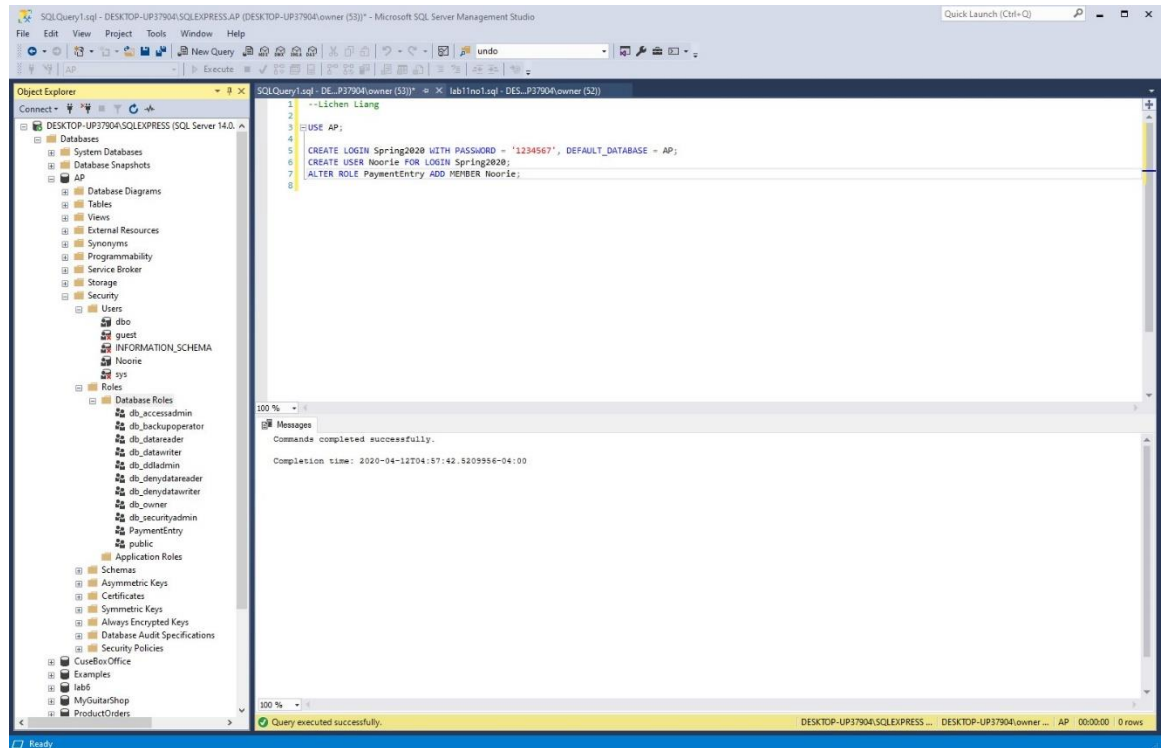 SQLQuery1.sql - DESKTOP-UP37904\SQLEXPRESS.AP (DESKTOP-UP37904\owner (53))* - Microsoft SQL Server Management Studio
Quick Launch (Ctrl+Q)
File Edit View Project Tools Window Help
New Query
undo
AP
Execute
Object Explorer
SQLQuery1.sql - DE...P37904\owner (53))*
lab11no1.sql - DES...P37904\owner (52))
Connect
DESKTOP-UP37904\SQLEXPRESS (SQL Server 14.0.
Databases
System Databases
Database Snapshots
AP
Database Diagrams
Tables
Views
External Resources
Synonyms
Programmability
Service Broker
Storage
Security
Users
dbo
guest
INFORMATION_SCHEMA
Noorie
sys
Roles
Database Roles
db_accessadmin
db_backupoperator
db_datareader
db_datawriter
db_ddladmin
db_denydatareader
db_denydatawriter
db_owner
db_securityadmin
PaymentEntry
public
Application Roles
Schemas
Asymmetric Keys
Certificates
Symmetric Keys
Always Encrypted Keys
Database Audit Specifications
Security Policies
CuseBoxOffice
Examples
lab6
MyGuitarShop
ProductOrders
1 --Lichen Liang
2
3 USE AP;
4
5 CREATE LOGIN Spring2020 WITH PASSWORD = '1234567', DEFAULT_DATABASE = AP;
6 CREATE USER Noorie FOR LOGIN Spring2020;
7 ALTER ROLE PaymentEntry ADD MEMBER Noorie;
8
100 %
Messages
Commands completed successfully.
Completion time: 2020-04-12T04:57:42.5209956-04:00
100 %
Query executed successfully.
DESKTOP-UP37904\SQLEXPRESS ... DESKTOP-UP37904\owner ... AP 00:00:00 0 rows
Ready